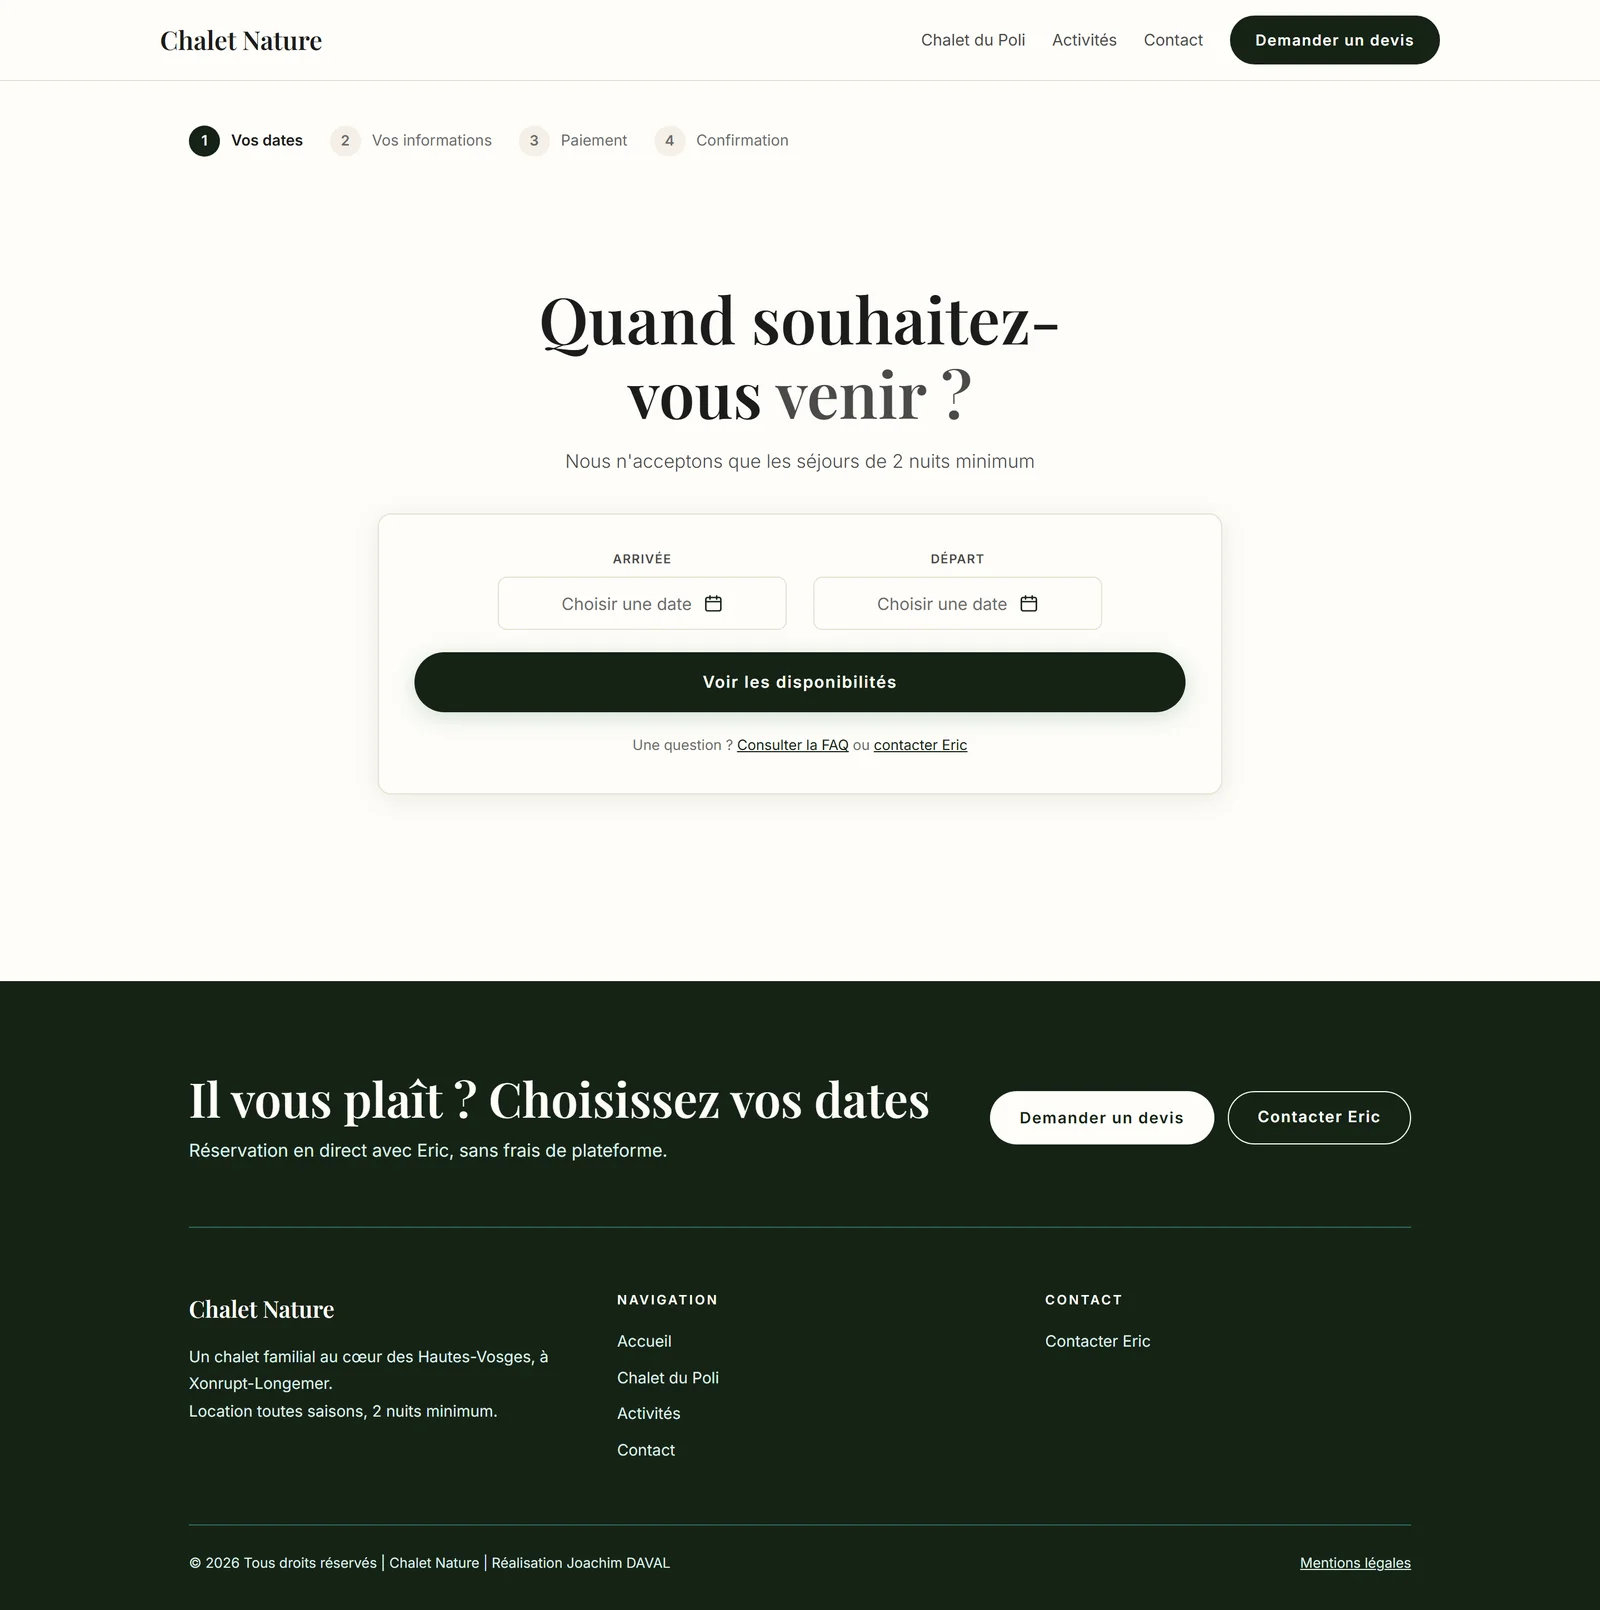 Chalet Nature
Chalet du Poli
Activités
Contact
Demander un devis
1 Vos dates
2 Vos informations
3 Paiement
4 Confirmation
Quand souhaitez-
vous venir ?
Nous n'acceptons que les séjours de 2 nuits minimum
ARRIVÉE
Choisir une date
DÉPART
Choisir une date
Voir les disponibilités
Une question ? Consulter la FAQ ou contacter Eric
Il vous plaît ? Choisissez vos dates
Réservation en direct avec Eric, sans frais de plateforme.
Demander un devis
Contacter Eric
Chalet Nature
Un chalet familial au cœur des Hautes-Vosges, à
Xonrupt-Longemer.
Location toutes saisons, 2 nuits minimum.
NAVIGATION
Accueil
Chalet du Poli
Activités
Contact
CONTACT
Contacter Eric
© 2026 Tous droits réservés | Chalet Nature | Réalisation Joachim DAVAL
Mentions légales